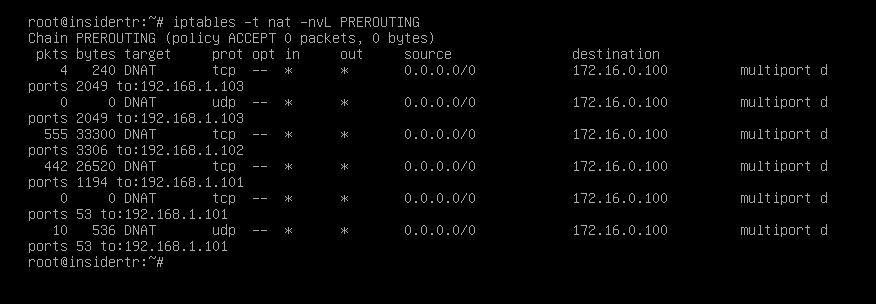 root@insidertr:~# iptables -t nat -nvL PREROUTING
Chain PREROUTING (policy ACCEPT 0 packets, 0 bytes)
 pkts bytes target     prot opt in     out     source               destination
    4   240 DNAT       tcp  --  *      *       0.0.0.0/0            172.16.0.100         multiport d
ports 2049 to:192.168.1.103
    0     0 DNAT       udp  --  *      *       0.0.0.0/0            172.16.0.100         multiport d
ports 2049 to:192.168.1.103
  555 33300 DNAT       tcp  --  *      *       0.0.0.0/0            172.16.0.100         multiport d
ports 3306 to:192.168.1.102
  442 26520 DNAT       tcp  --  *      *       0.0.0.0/0            172.16.0.100         multiport d
ports 1194 to:192.168.1.101
    0     0 DNAT       tcp  --  *      *       0.0.0.0/0            172.16.0.100         multiport d
ports 53 to:192.168.1.101
   10   536 DNAT       udp  --  *      *       0.0.0.0/0            172.16.0.100         multiport d
ports 53 to:192.168.1.101
root@insidertr:~#